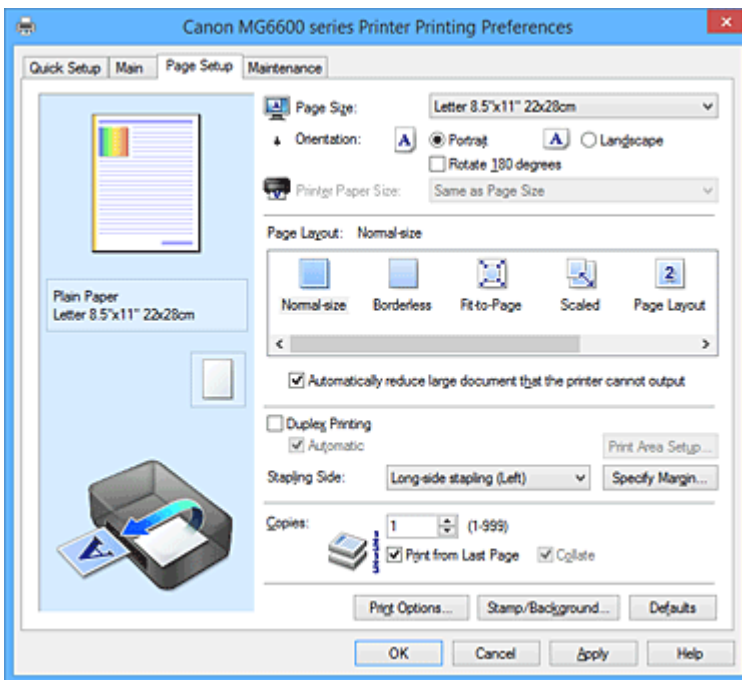 Canon MG6600 series Printer Printing Preferences
Quick Setup Main Page Setup Maintenance
Page Size: Letter 8.5"x11" 22x28cm
Orientation: A Portrait A Landscape
Rotate 180 degrees
Printer Paper Size: Same as Page Size
Page Layout: Normal-size
2
Normal-size Borderless Fit-to-Page Scaled Page Layout
Plain Paper
Letter 8.5"x11" 22x28cm
Automatically reduce large document that the printer cannot output
Duplex Printing
Automatic
Print Area Setup...
Stapling Side: Long-side stapling (Left) Specify Margin...
Copies: 1 (1-999)
Print from Last Page Collate
A
Print Options... Stamp/Background... Defaults
OK Cancel Apply Help